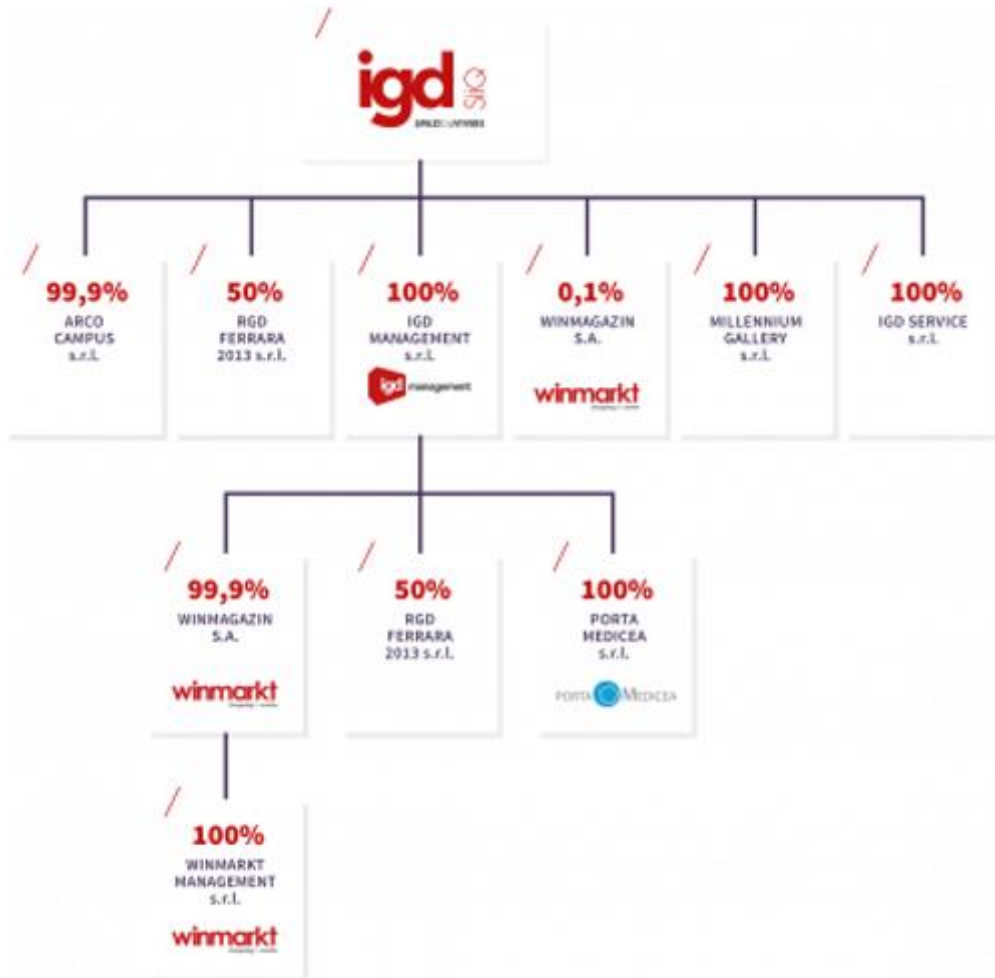 igd SIIQ
99,9%
ARCO
CAMPUS
s.r.l.
50%
RGD
FERRARA
2013 s.r.l.
100%
IGD
MANAGEMENT
s.r.l.
igd management
0,1%
WINMAGAZIN
S.A.
winmarkt
100%
MILLENNIUM
GALLERY
s.r.l.
100%
IGD SERVICE
s.r.l.
99,9%
WINMAGAZIN
S.A.
winmarkt
50%
RGD
FERRARA
2013 s.r.l.
100%
PORTA
MEDICEA
s.r.l.
PORTA MEDICEA
100%
WINMARKT
MANAGEMENT
s.r.l.
winmarkt